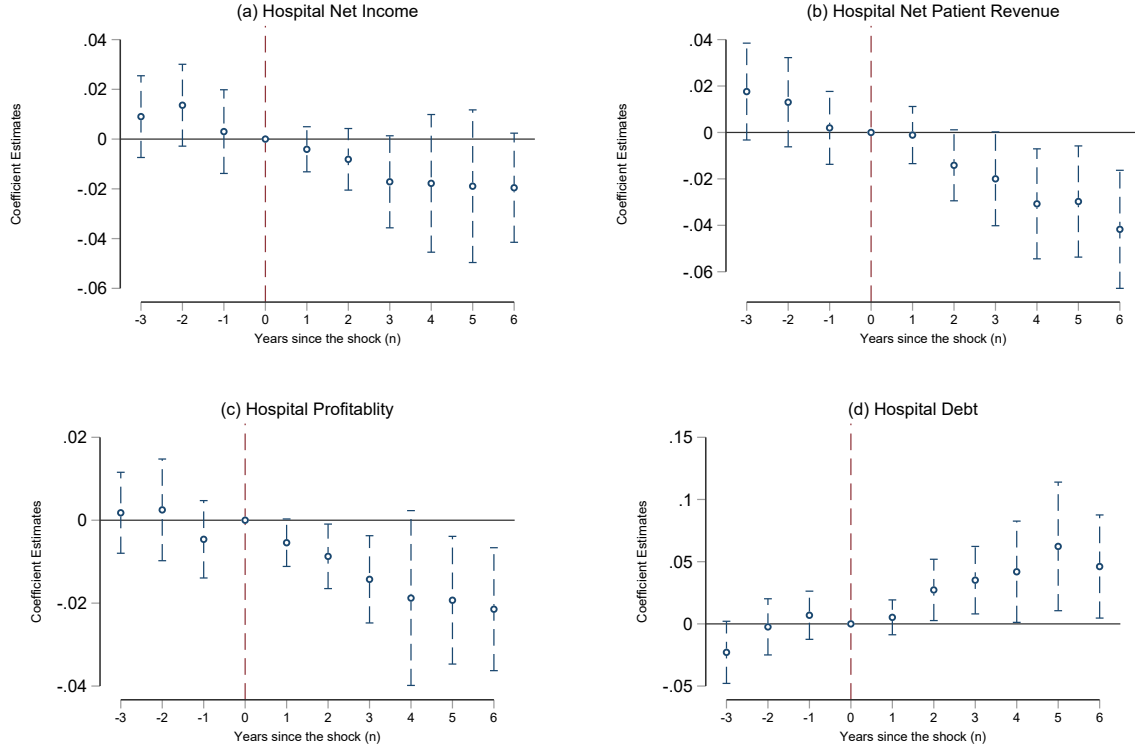 (a) Hospital Net Income
Coefficient Estimates
.04
.02
0
-.02
-.04
-.06
-3 -2 -1 0 1 2 3 4 5 6
Years since the shock (n)
(b) Hospital Net Patient Revenue
Coefficient Estimates
.04
.02
0
-.02
-.04
-.06
-3 -2 -1 0 1 2 3 4 5 6
Years since the shock (n)
(c) Hospital Profitablity
Coefficient Estimates
.02
0
-.02
-.04
-3 -2 -1 0 1 2 3 4 5 6
Years since the shock (n)
(d) Hospital Debt
Coefficient Estimates
.15
.1
.05
0
-.05
-3 -2 -1 0 1 2 3 4 5 6
Years since the shock (n)